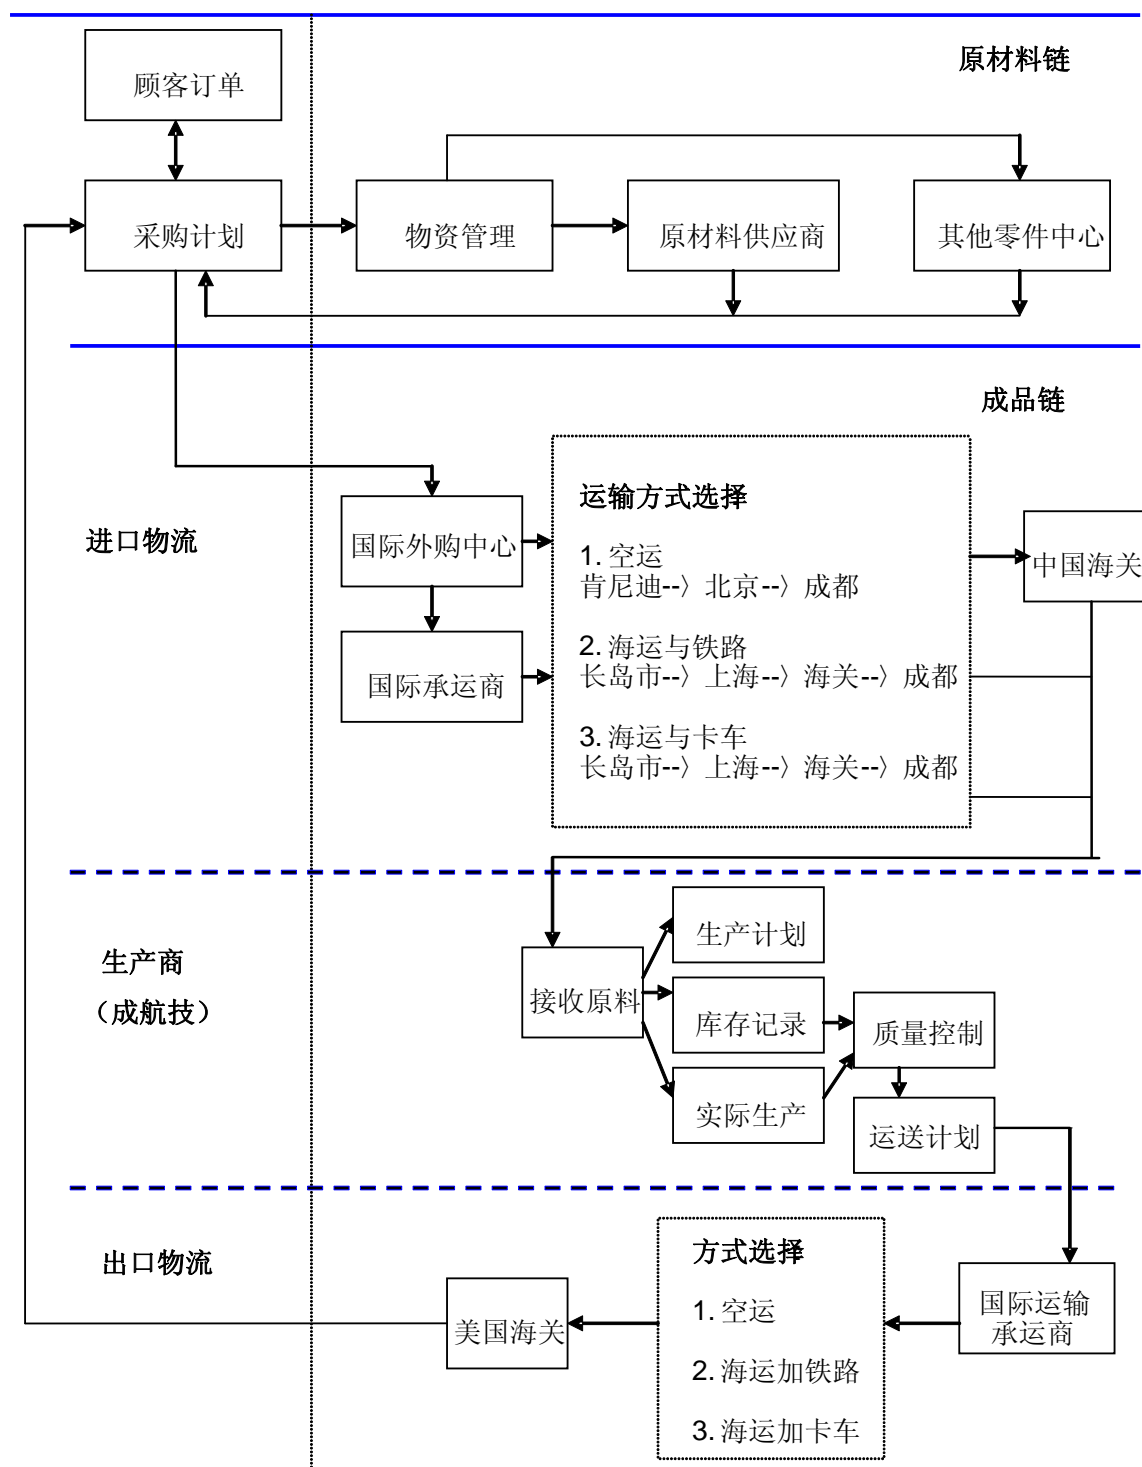 原材料链
顾客订单
采购计划
物资管理
原材料供应商
其他零件中心
成品链
进口物流
国际外购中心
国际承运商
运输方式选择
1. 空运
肯尼迪--〉北京--〉成都
2. 海运与铁路
长岛市--〉上海--〉海关--〉成都
3. 海运与卡车
长岛市--〉上海--〉海关--〉成都
中国海关
生产商
（成航技）
接收原料
生产计划
库存记录
实际生产
质量控制
运送计划
出口物流
美国海关
方式选择
1. 空运
2. 海运加铁路
3. 海运加卡车
国际运输
承运商